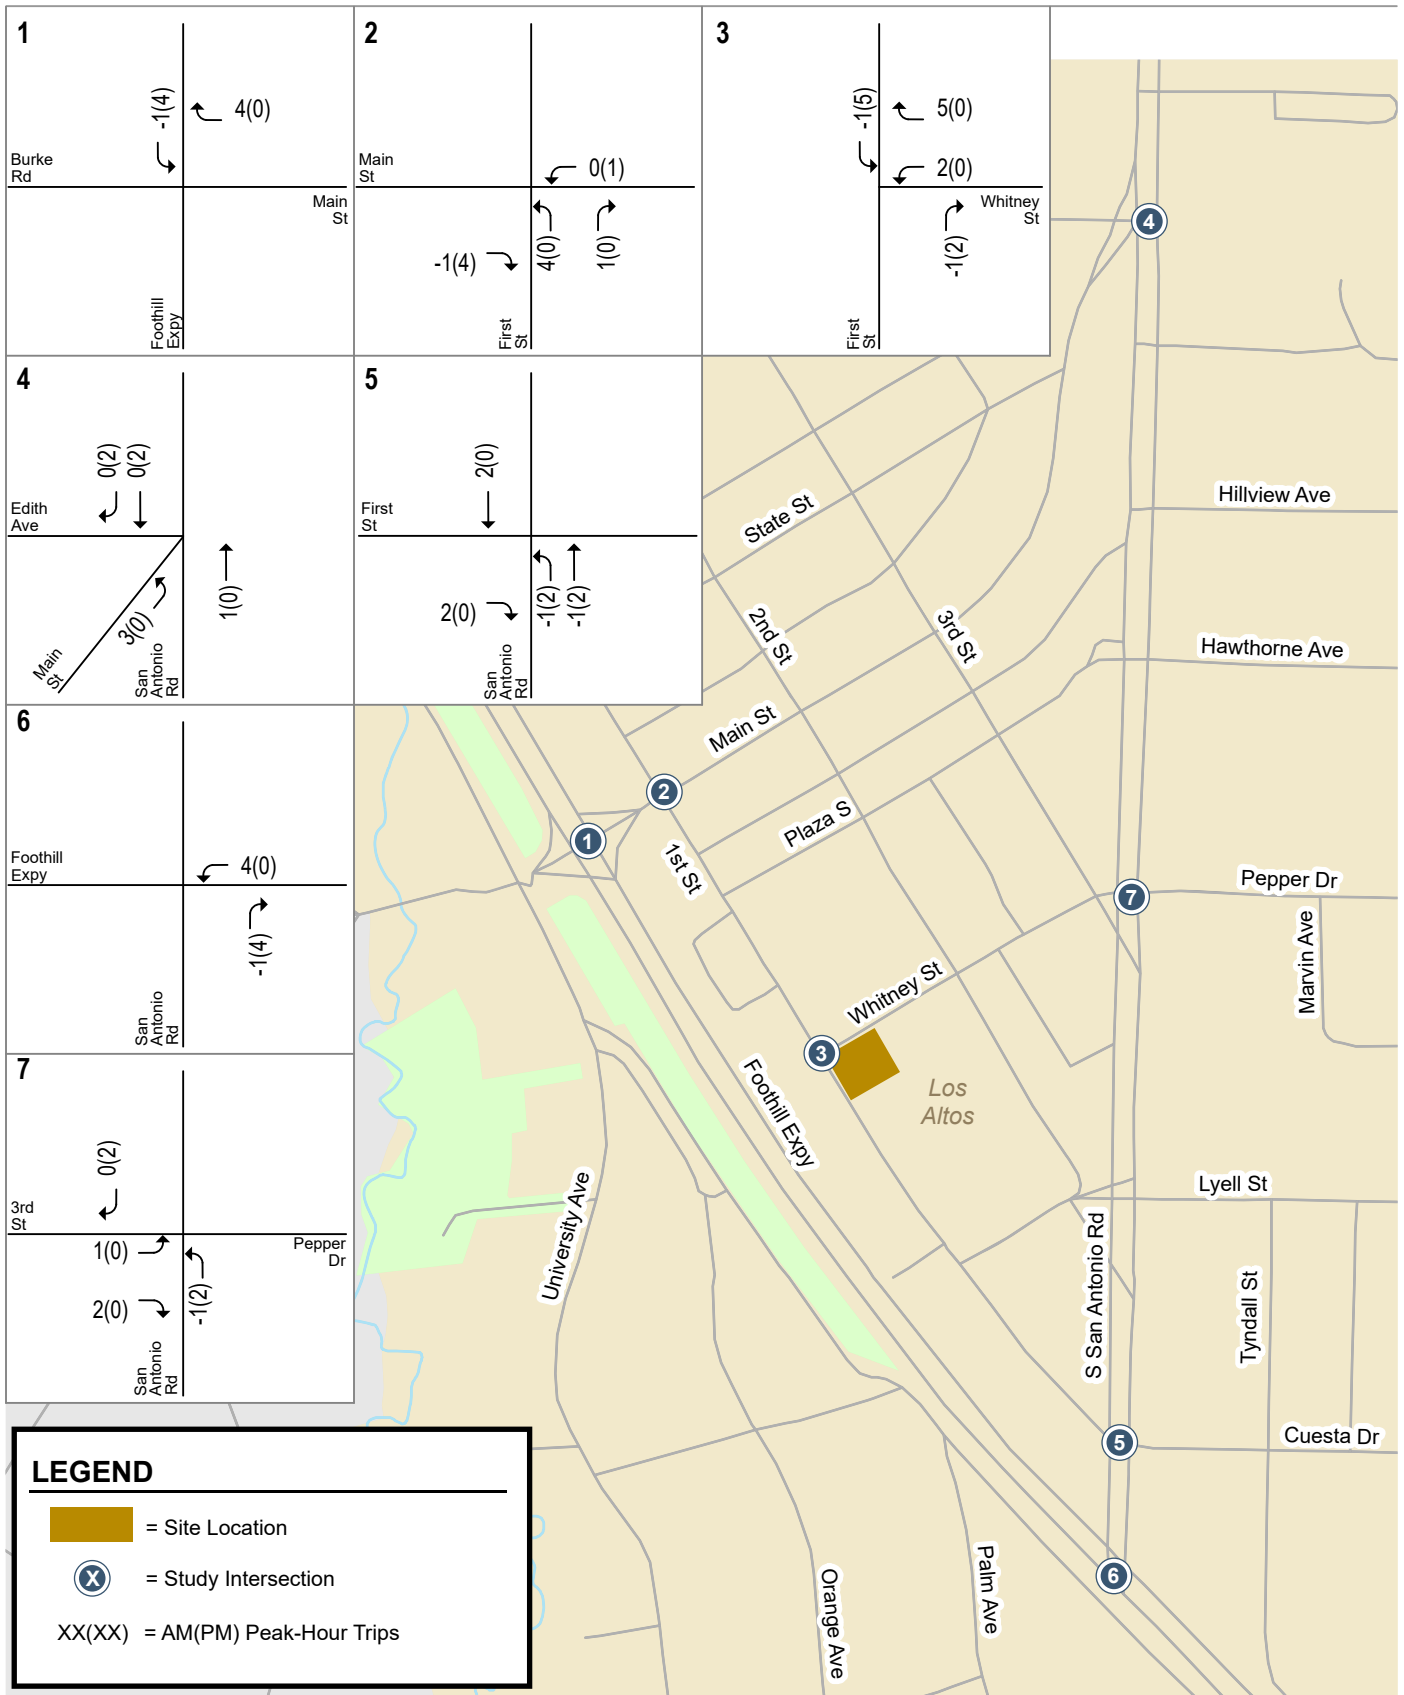 1
-1(4)
4(0)
Burke
Rd
Main
St
Foothill
Expy
2
Main
St
0(1)
-1(4)
4(0)
1(0)
First
St
3
-1(5)
5(0)
2(0)
Whitney
St
-1(2)
First
St
4
0(2)
0(2)
Edith
Ave
3(0)
1(0)
Main
St
San
Antonio
Rd
5
2(0)
First
St
2(0)
-1(2)
-1(2)
San
Antonio
Rd
6
Foothill
Expy
4(0)
-1(4)
San
Antonio
Rd
7
0(2)
3rd
St
1(0)
Pepper
Dr
2(0)
-1(2)
San
Antonio
Rd
4
Hillview Ave
State St
2nd St
3rd St
Hawthorne Ave
Main St
2
1
Plaza S
1st St
7
Pepper Dr
Marvin Ave
Whitney St
3
Foothill Expy
Los
Altos
University Ave
Lyell St
S San Antonio Rd
Tyndall St
5
Cuesta Dr
6
Orange Ave
Palm Ave
LEGEND
= Site Location
X = Study Intersection
XX(XX) = AM(PM) Peak-Hour Trips